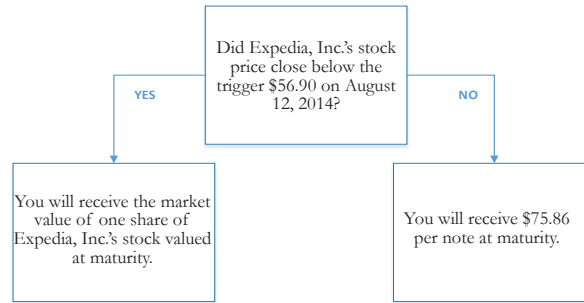 Did Expedia, Inc.'s stock
price close below the
trigger $56.90 on August
12, 2014?
YES
NO
You will receive the market
value of one share of
Expedia, Inc.'s stock valued
at maturity.
You will receive $75.86
per note at maturity.